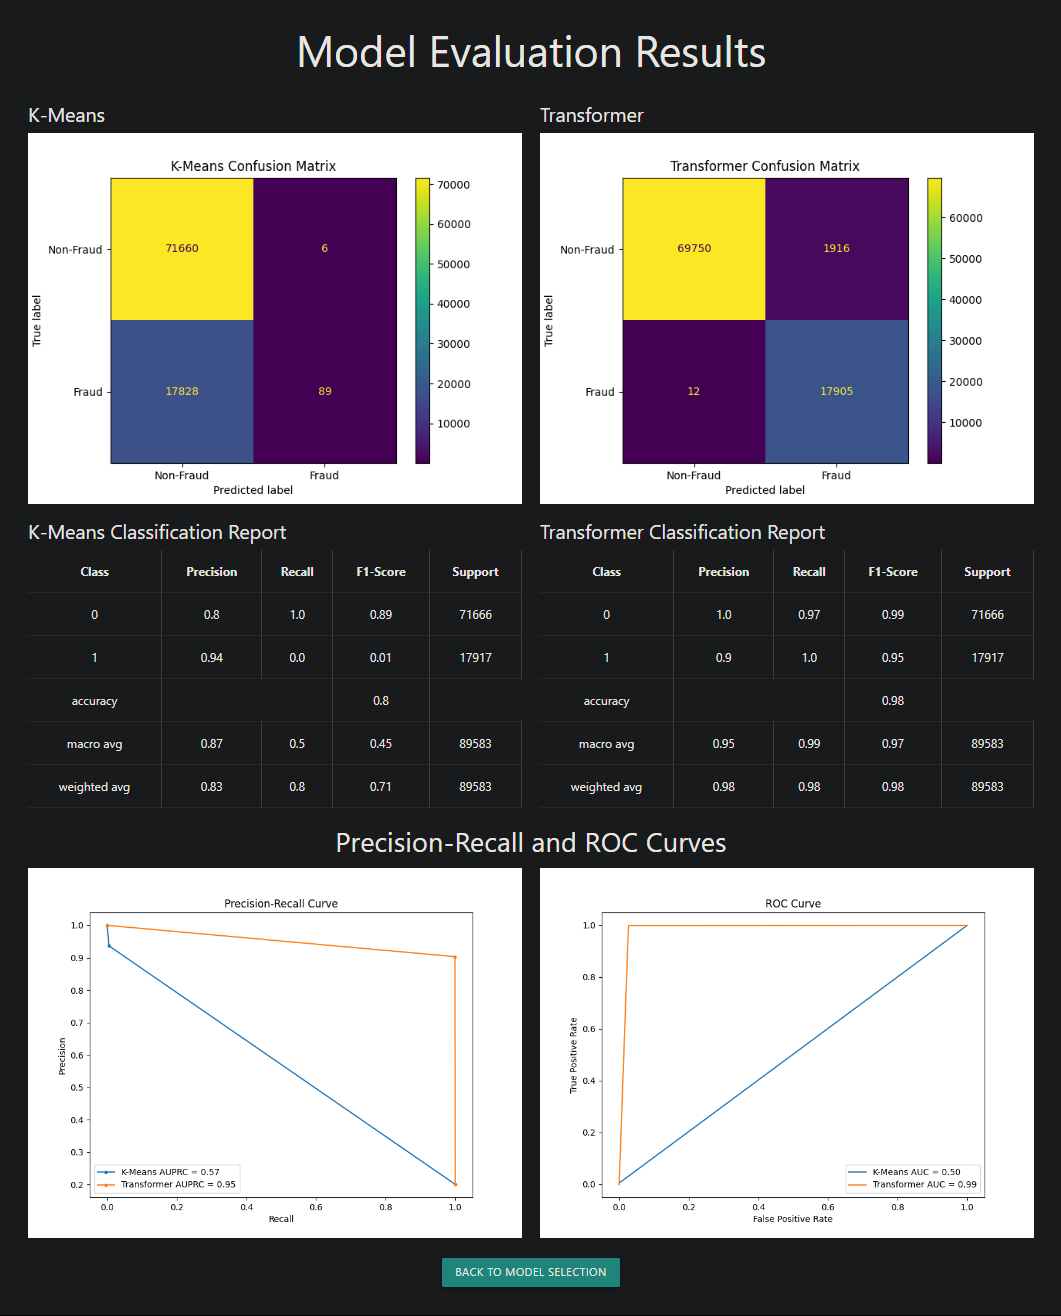 Model Evaluation Results
K-Means
K-Means Confusion Matrix
Non-Fraud
71660
6
Fraud
17828
89
Non-Fraud
Fraud
True label
Predicted label
70000
60000
50000
40000
30000
20000
10000
Transformer
Transformer Confusion Matrix
Non-Fraud
69750
1916
Fraud
12
17905
Non-Fraud
Fraud
True label
Predicted label
60000
50000
40000
30000
20000
10000
K-Means Classification Report
Class Precision Recall F1-Score Support
0 0.8 1.0 0.89 71666
1 0.94 0.0 0.01 17917
accuracy 0.8
macro avg 0.87 0.5 0.45 89583
weighted avg 0.83 0.8 0.71 89583
Transformer Classification Report
Class Precision Recall F1-Score Support
0 1.0 0.97 0.99 71666
1 0.9 1.0 0.95 17917
accuracy 0.98
macro avg 0.95 0.99 0.97 89583
weighted avg 0.98 0.98 0.98 89583
Precision-Recall and ROC Curves
Precision-Recall Curve
1.0
0.9
0.8
0.7
0.6
0.5
0.4
0.3
0.2
Precision
K-Means AUPRC = 0.57
Transformer AUPRC = 0.95
0.0 0.2 0.4 0.6 0.8 1.0
Recall
ROC Curve
1.0
0.8
0.6
0.4
0.2
0.0
True Positive Rate
K-Means AUC = 0.50
Transformer AUC = 0.99
0.0 0.2 0.4 0.6 0.8 1.0
False Positive Rate
BACK TO MODEL SELECTION